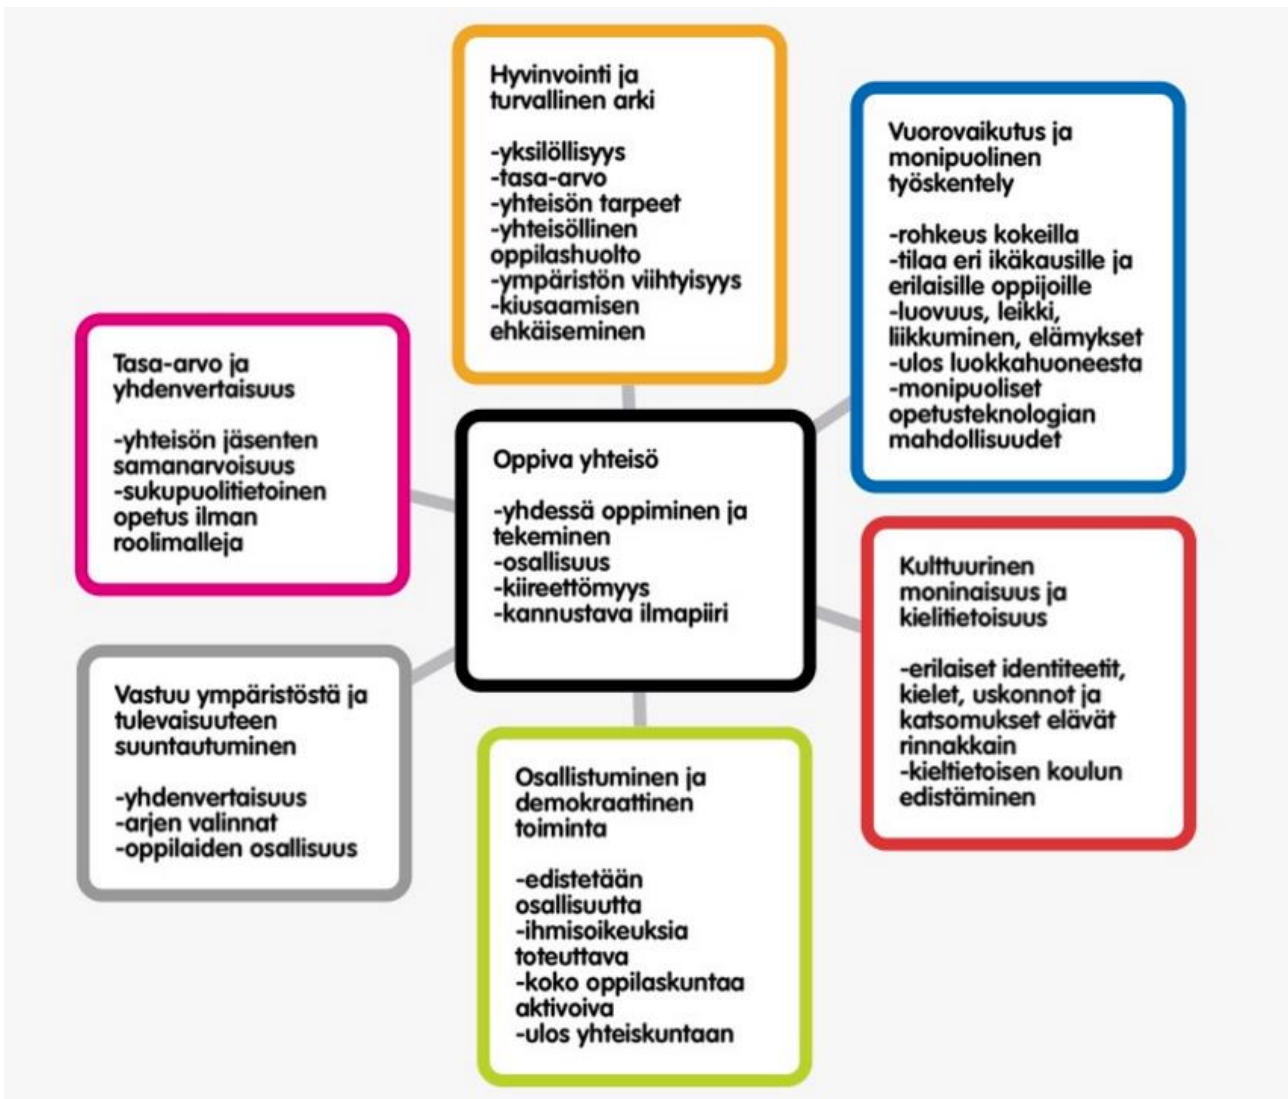 Hyvinvointi ja
turvallinen arki
-yksilöllisyys
-tasa-arvo
-yhteisön tarpeet
-yhteisöllinen
oppilashuolto
-ympäristön viihtyisyys
-kiusaamisen
ehkäiseminen
Vuorovaikutus ja
monipuolinen
työskentely
-rohkeus kokeilla
-tilaa eri ikäkausille ja
erilaisille oppijoille
-luovuus, leikki,
liikkuminen, elämykset
-ulos luokkahuoneesta
-monipuoliset
opetusteknologian
mahdollisuudet
Tasa-arvo ja
yhdenvertaisuus
-yhteisön jäsenten
samanarvoisuus
-sukupuolitietoinen
opetus ilman
roolimalleja
Oppiva yhteisö
-yhdessä oppiminen ja
tekeminen
-osallisuus
-kiireettömyys
-kannustava ilmapiiri
Kulttuurinen
moninaisuus ja
kielitietoisuus
-erilaiset identiteetit,
kielet, uskonnot ja
katsomukset elävät
rinnakkain
-kieltietoisen koulun
edistäminen
Vastuu ympäristöstä ja
tulevaisuuteen
suuntautuminen
-yhdenvertaisuus
-arjen valinnat
-oppilaiden osallisuus
Osallistuminen ja
demokraattinen
toiminta
-edistetään
osallisuutta
-ihmisoikeuksia
toteuttava
-koko oppilaskuntaa
aktivoiva
-ulos yhteiskuntaan